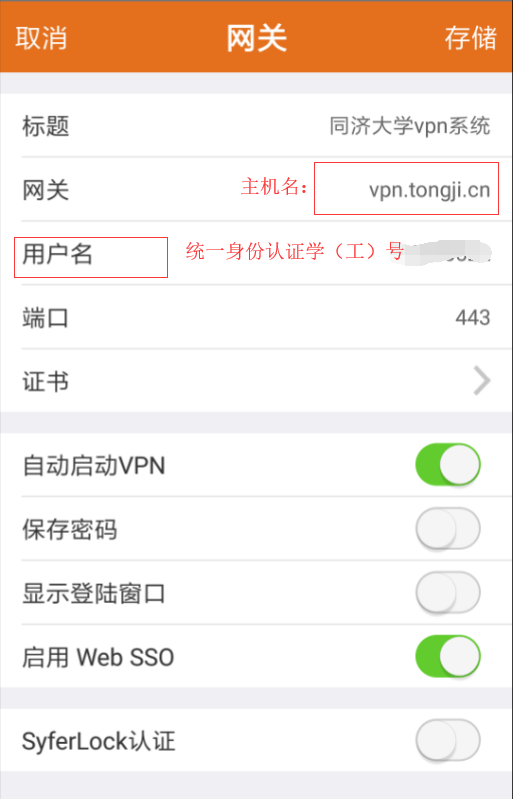 取消 网关 存储
标题 同济大学vpn系统
网关 主机名： vpn.tongji.cn
用户名 统一身份认证学（工）号
端口 443
证书
自动启动VPN
保存密码
显示登陆窗口
启用 Web SSO
SyferLock认证